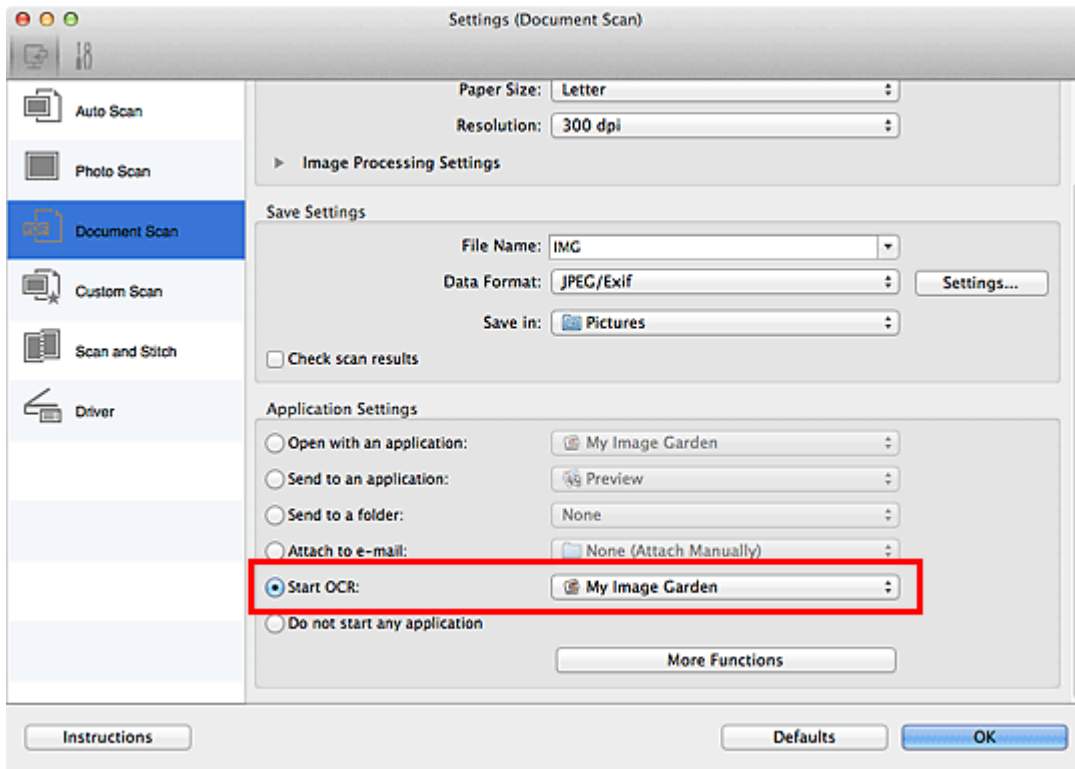 Settings (Document Scan)
Auto Scan
Photo Scan
Document Scan
Custom Scan
Scan and Stitch
Driver
Paper Size: Letter
Resolution: 300 dpi
Image Processing Settings
Save Settings
File Name: IMG
Data Format: JPEG/Exif Settings...
Save in: Pictures
Check scan results
Application Settings
Open with an application: My Image Garden
Send to an application: Preview
Send to a folder: None
Attach to e-mail: None (Attach Manually)
Start OCR: My Image Garden
Do not start any application
More Functions
Instructions Defaults OK